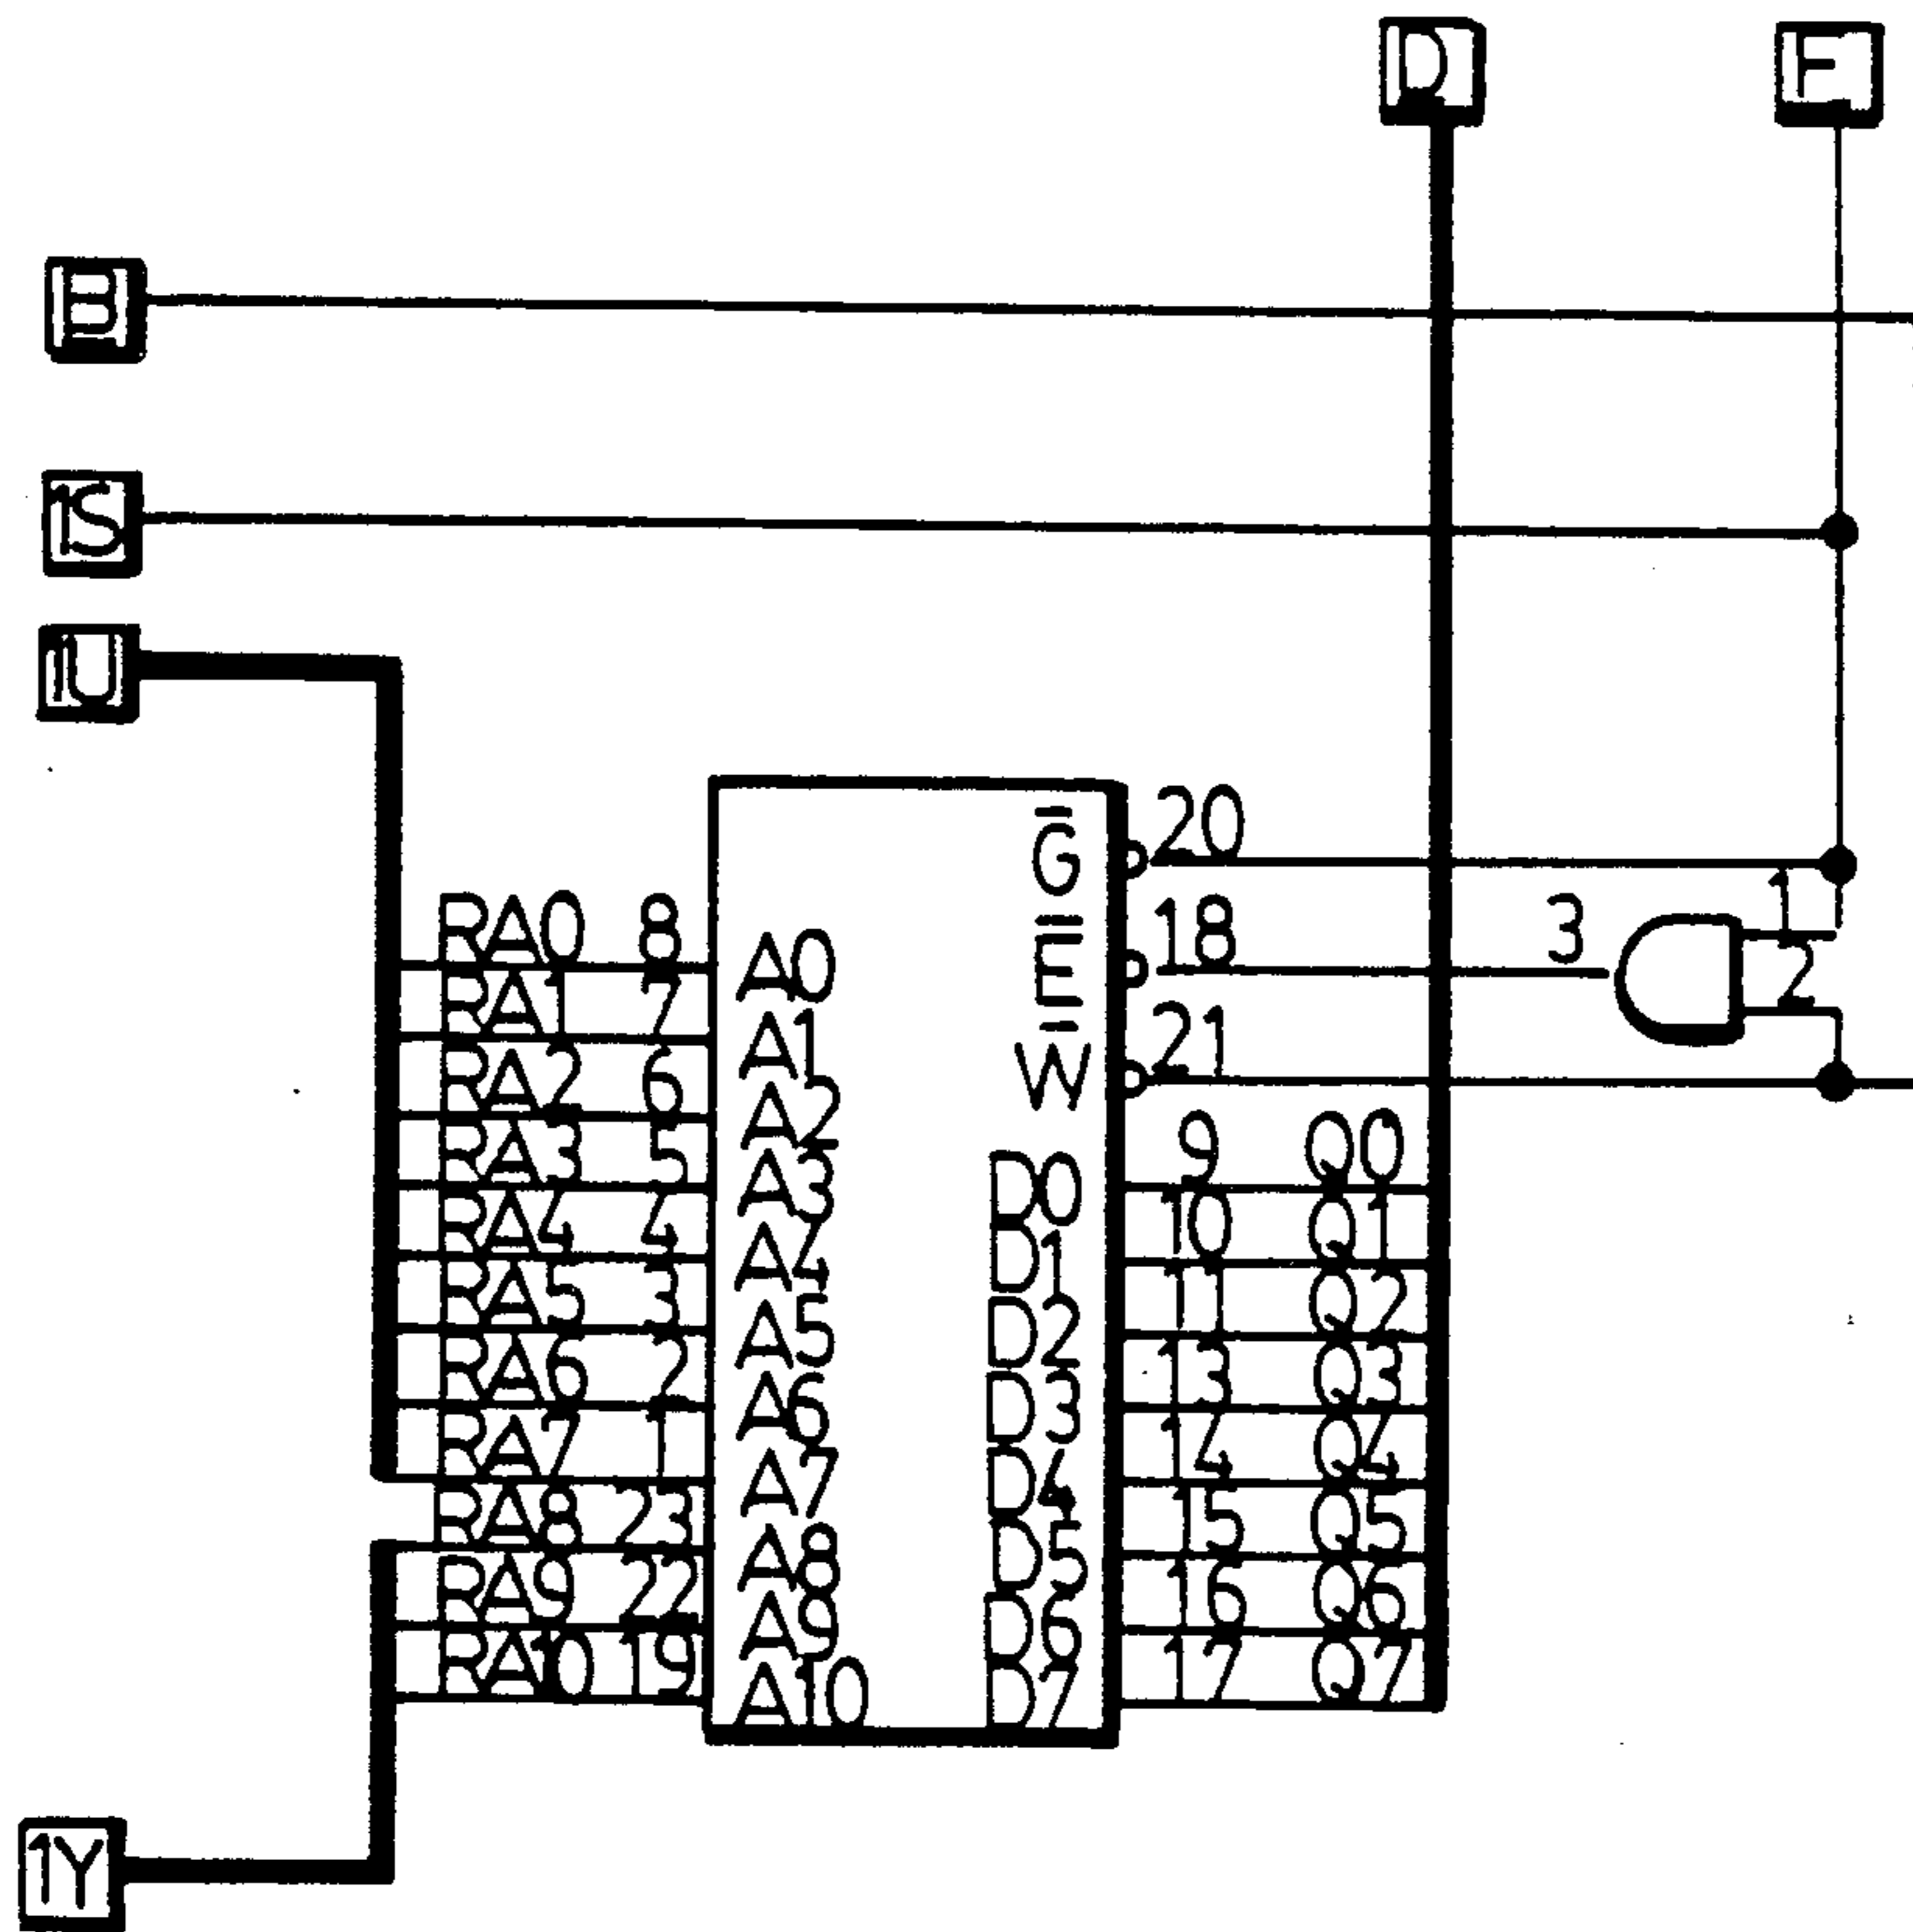 D F
B
1S
1U
G 20
E 18 3 1
2
W 21
RA0 8 A0
RA1 7 A1
RA2 6 A2
RA3 5 A3 D0 9 Q0
RA4 4 A4 D1 10 Q1
RA5 3 A5 D2 11 Q2
RA6 2 A6 D3 13 Q3
RA7 1 A7 D4 14 Q4
RA8 23 A8 D5 15 Q5
RA9 22 A9 D6 16 Q6
RA10 19 A10 D7 17 Q7
1Y